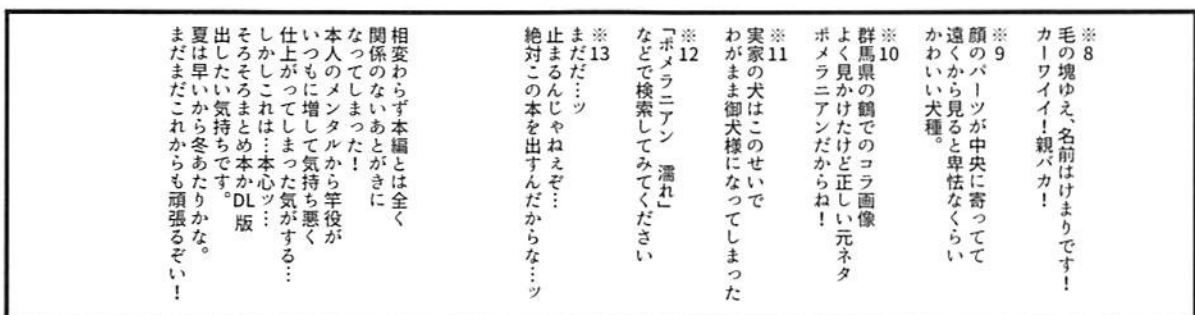 ※8
毛の塊ゆえ、名前はけまりです!
カーワイイ!親バカ!
※9
顔のパーツが中央に寄ってて
遠くから見ると卑怯なくらい
かわいい犬種。
※10
群馬県の鶴でのコラ画像
よく見かけたけど正しい元ネタ
ポメラニアンだからね!
※11
実家の犬はこのせいで
わがまま御犬様になってしまった
※12
「ポメラニアン 濡れ」
などで検索してみてください
※13
まだだ…ッ
止まるんじゃねぇぞ…
絶対この本を出すんだからな…ッ
相変わらず本編とは全く
関係のないあとがきに
なってしまった!
本人のメンタルから竿役が
いつもに増して気持ち悪く
仕上がってしまった気がする…
しかしこれは…本心ッ…
そろそろまとめ本かDL版
出したい気持ちです。
夏は早いから冬あたりかな。
まだまだこれからも頑張るぞい!